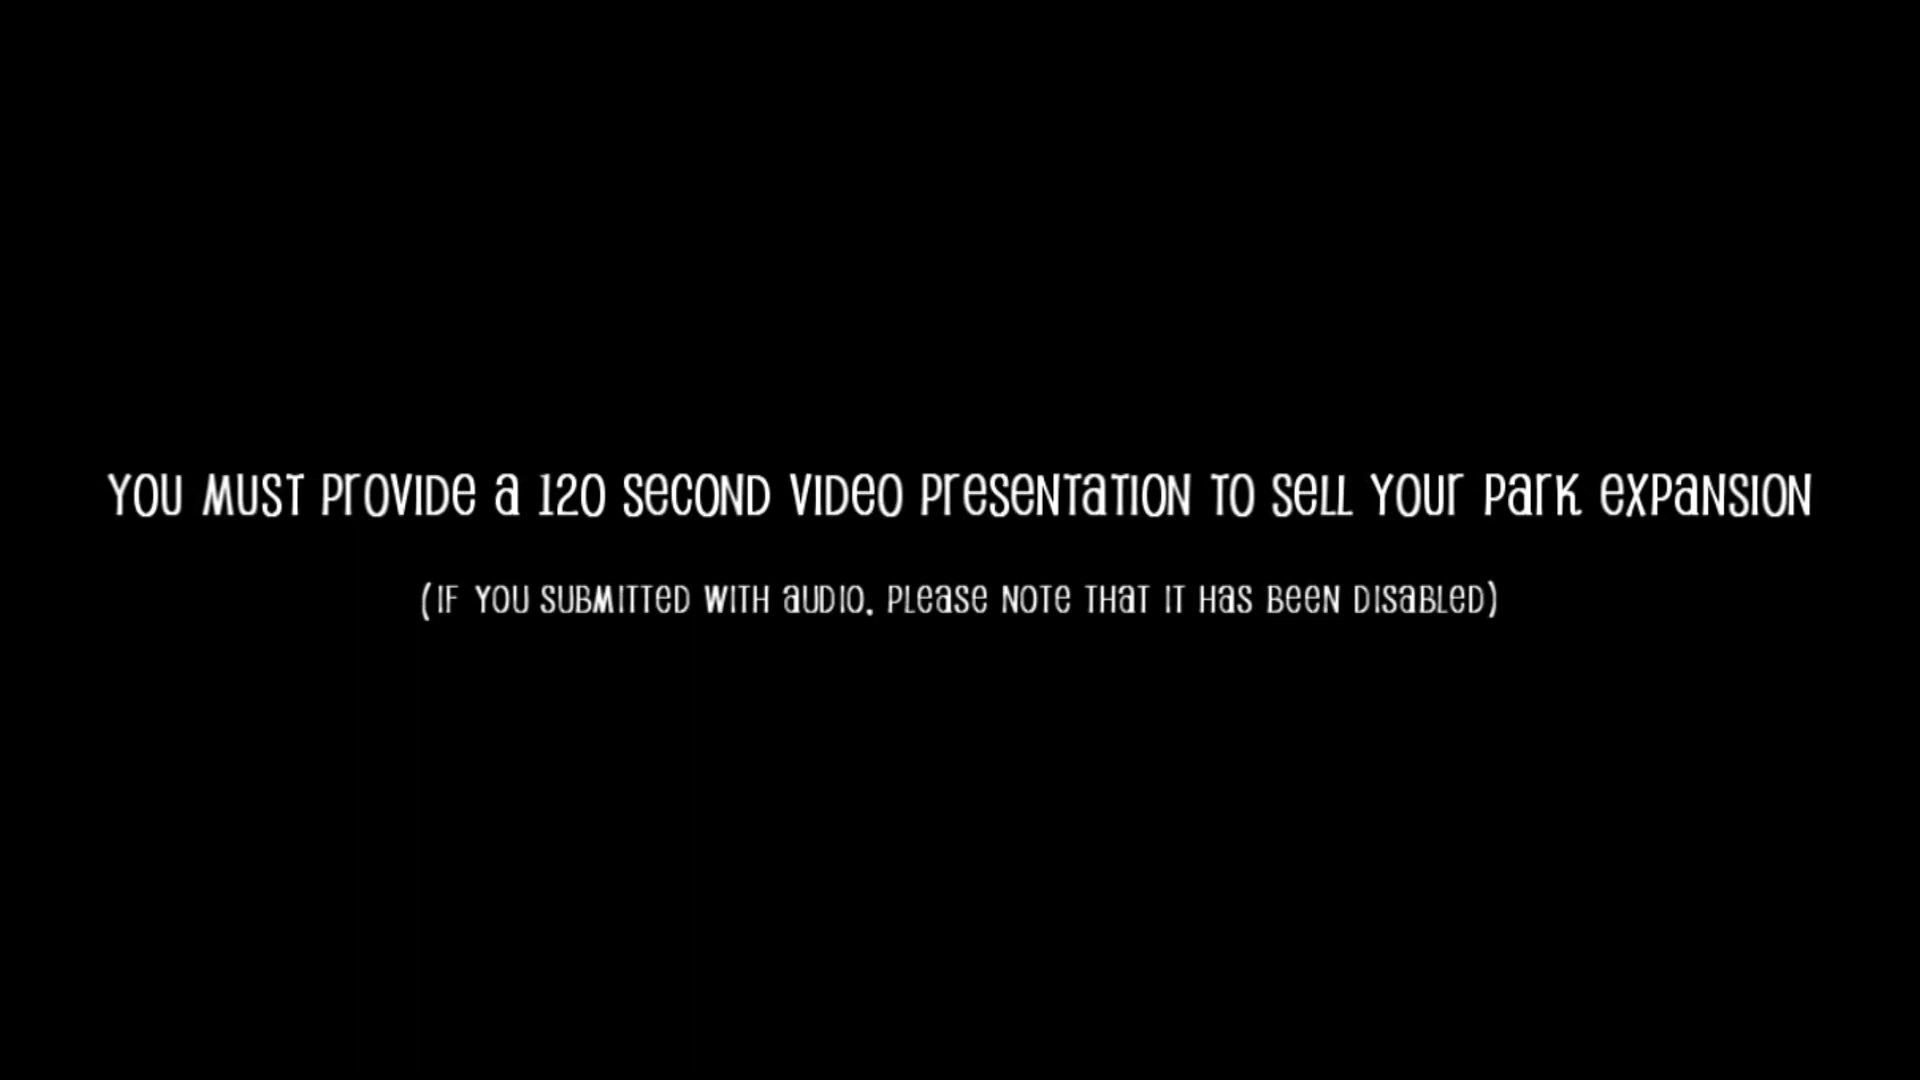 YOU MUST PROVIDE a 120 SECOND VIDEO PRESENTATION TO SELL YOUR PARK EXPANSION
(IF YOU SUBMITTED WITH AUDIO, PLEASE NOTE THAT IT HAS BEEN DISABLED)